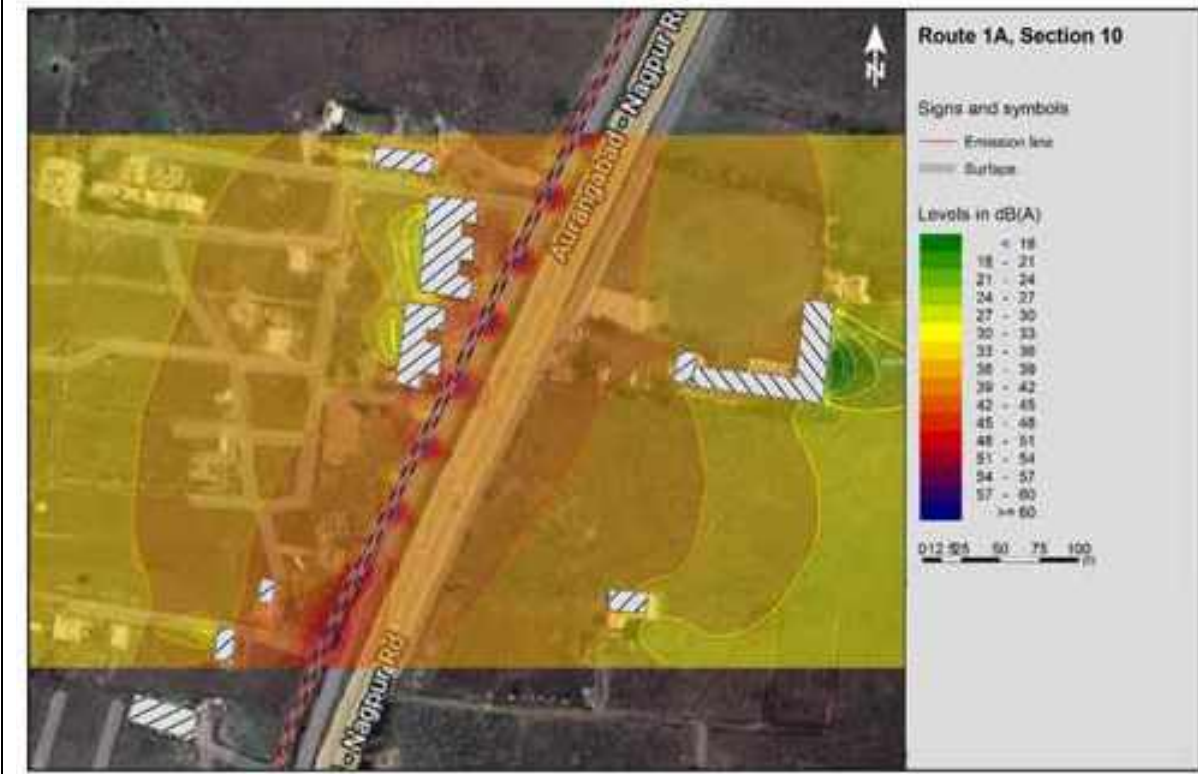 Route 1A, Section 10
N
Signs and symbols
Emission line
Surface
Levels in dB(A)
< 18
18 - 21
21 - 24
24 - 27
27 - 30
30 - 33
33 - 36
36 - 39
39 - 42
42 - 45
45 - 48
48 - 51
51 - 54
54 - 57
57 - 60
>= 60
50 75 100
m
Aurangabad - Nagpur Rd
Nagpur Rd